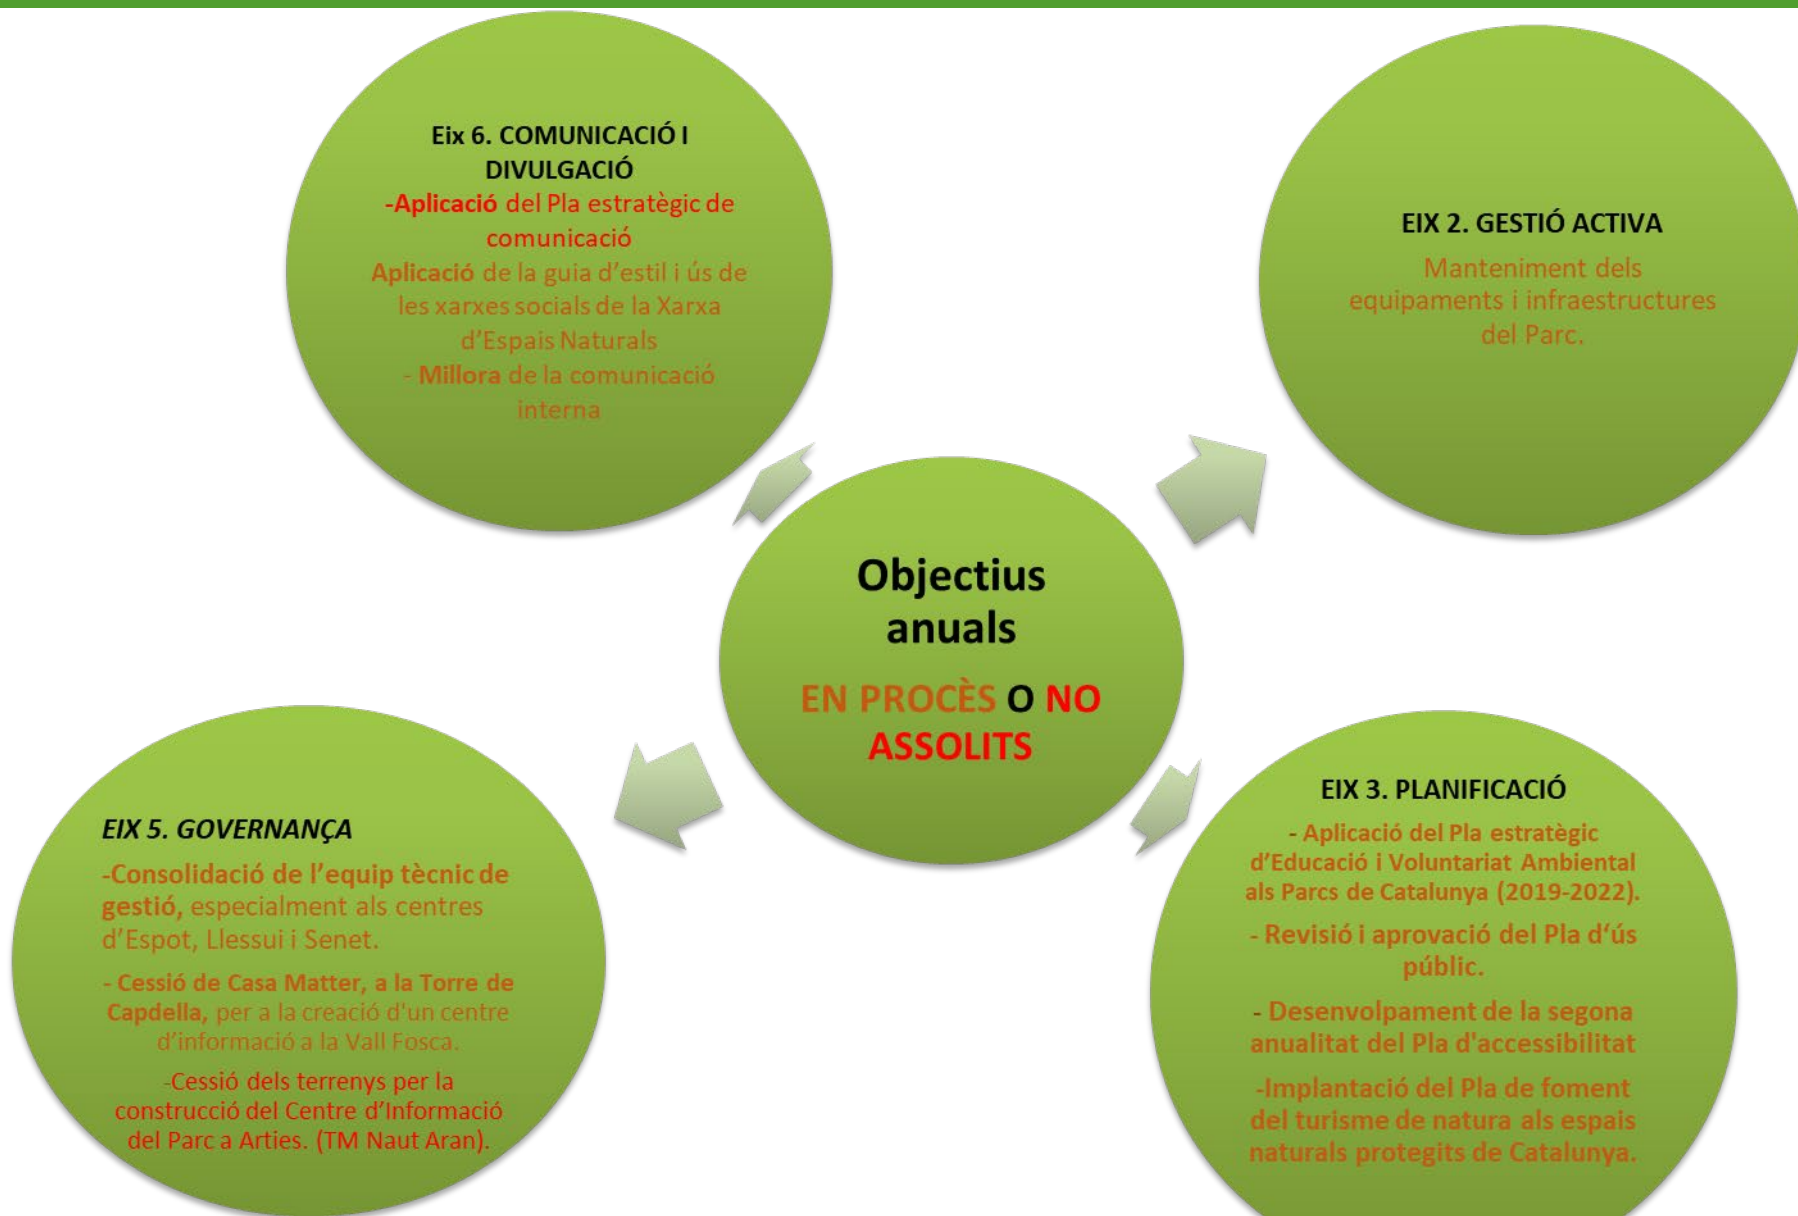 Eix 6. COMUNICACIÓ I
DIVULGACIÓ
-Aplicació del Pla estratègic de
comunicació
Aplicació de la guia d’estil i ús de
les xarxes socials de la Xarxa
d’Espais Naturals
- Millora de la comunicació
interna
EIX 2. GESTIÓ ACTIVA
Manteniment dels
equipaments i infraestructures
del Parc.
Objectius
anuals
EN PROCÈS O NO
ASSOLITS
EIX 5. GOVERNANÇA
-Consolidació de l’equip tècnic de
gestió, especialment als centres
d’Espot, Llessui i Senet.
- Cessió de Casa Matter, a la Torre de
Capdella, per a la creació d'un centre
d’informació a la Vall Fosca.
-Cessió dels terrenys per la
construcció del Centre d’Informació
del Parc a Arties. (TM Naut Aran).
EIX 3. PLANIFICACIÓ
- Aplicació del Pla estratègic
d’Educació i Voluntariat Ambiental
als Parcs de Catalunya (2019-2022).
- Revisió i aprovació del Pla d‘ús
públic.
- Desenvolpament de la segona
anualitat del Pla d'accessibilitat
-Implantació del Pla de foment
del turisme de natura als espais
naturals protegits de Catalunya.